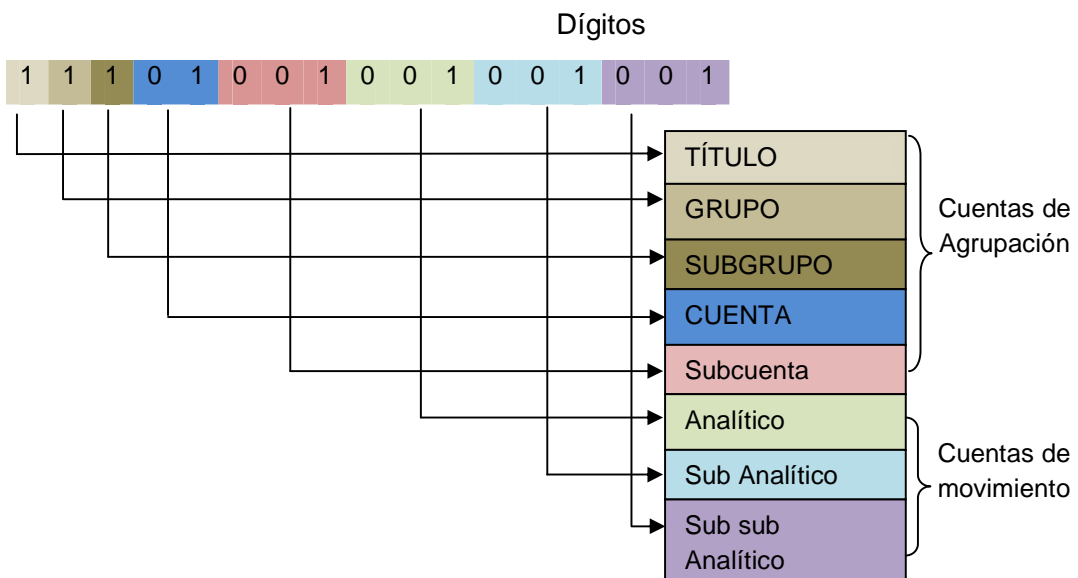 Dígitos
1 1 1 0 1 0 0 1 0 0 1 0 0 1 0 0 1
TÍTULO
GRUPO
SUBGRUPO
CUENTA
Subcuenta
Cuentas de
Agrupación
Analítico
Sub Analítico
Sub sub
Analítico
Cuentas de
movimiento